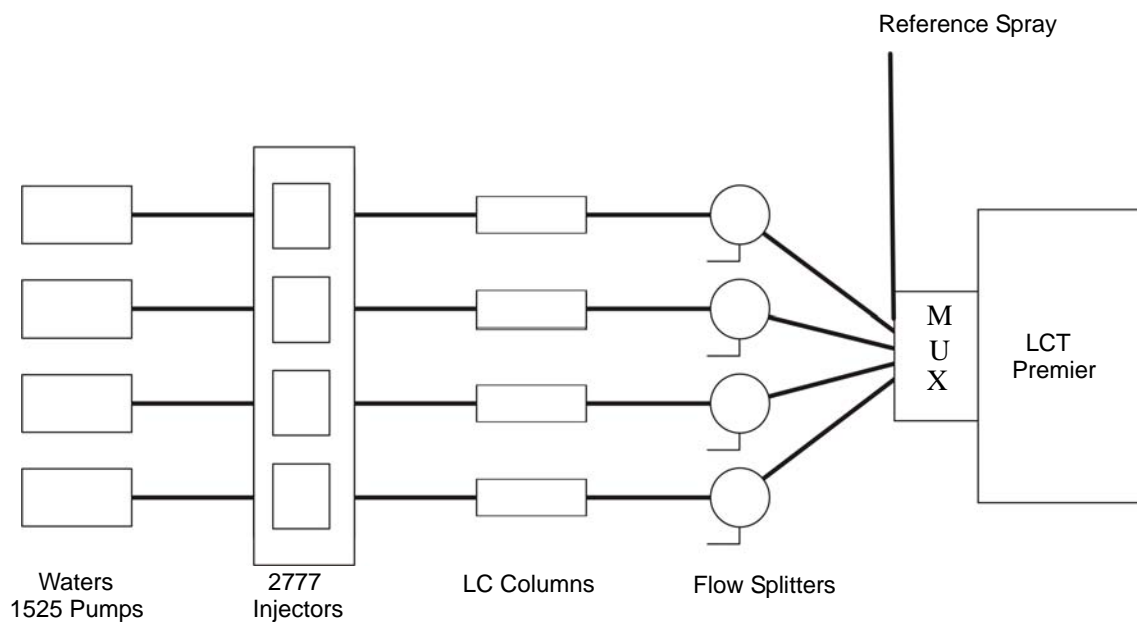 Reference Spray
M
U
X
LCT
Premier
Waters
1525 Pumps
2777
Injectors
LC Columns
Flow Splitters